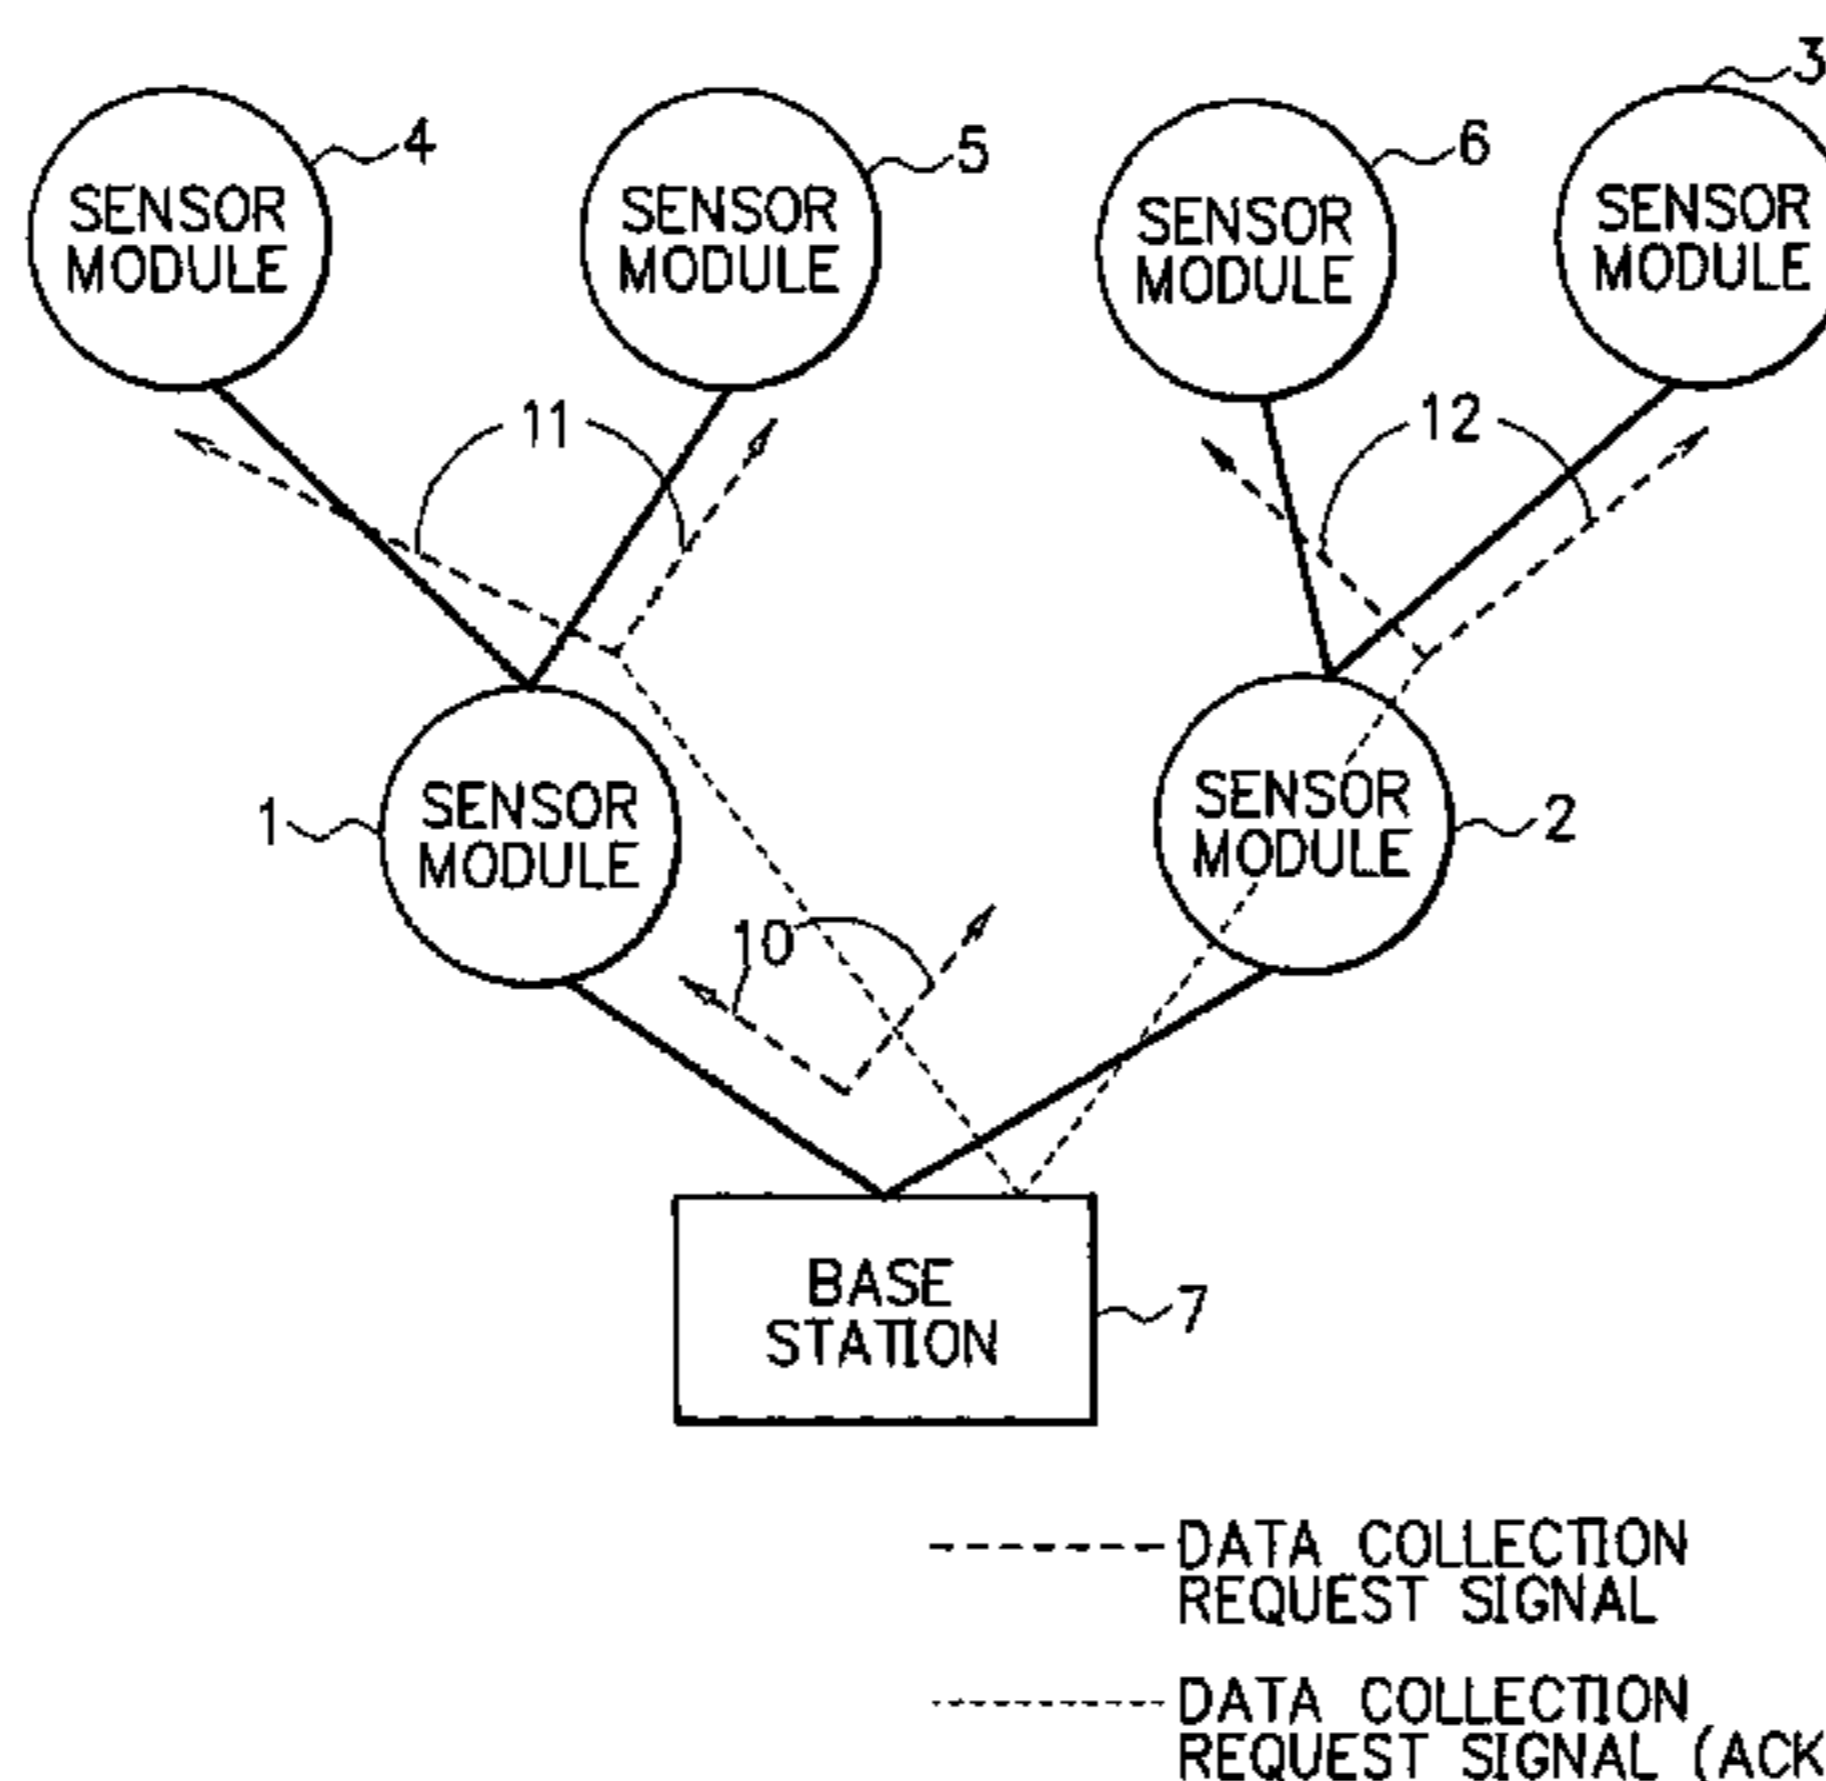 3
4
5
6
SENSOR
MODULE
SENSOR
MODULE
SENSOR
MODULE
SENSOR
MODULE
11
12
1
SENSOR
MODULE
SENSOR
MODULE
2
10
BASE
STATION
7
DATA COLLECTION
REQUEST SIGNAL
DATA COLLECTION
REQUEST SIGNAL (ACK